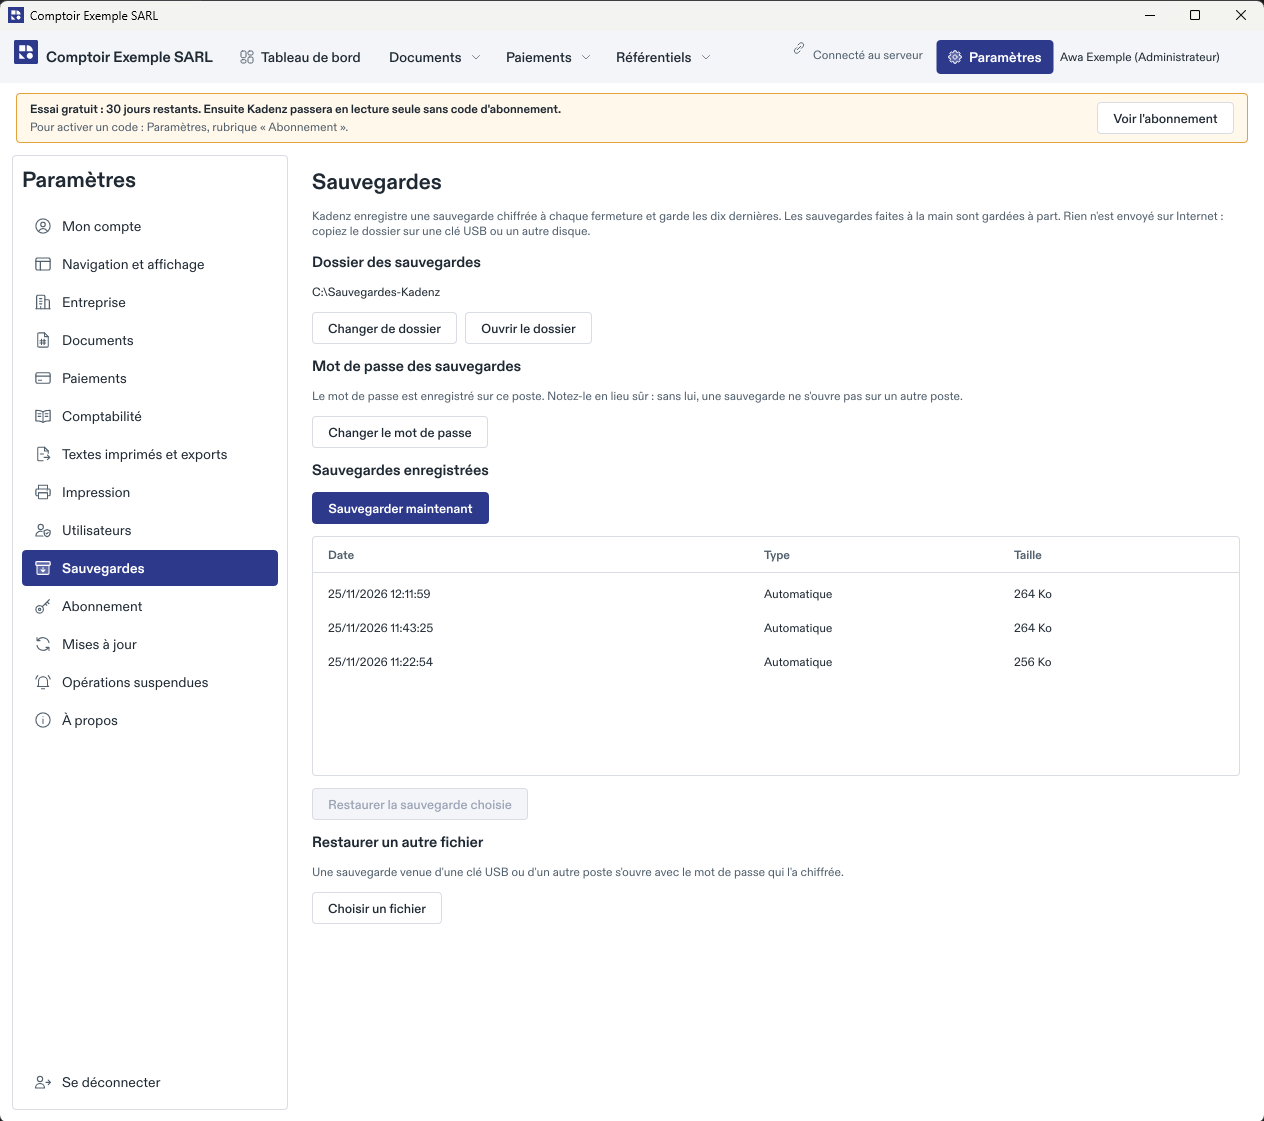 Comptoir Exemple SARL
Comptoir Exemple SARL
Tableau de bord
Documents
Paiements
Référentiels
Connecté au serveur
Paramètres
Awa Exemple (Administrateur)
Essai gratuit : 30 jours restants. Ensuite Kadenz passera en lecture seule sans code d'abonnement.
Pour activer un code : Paramètres, rubrique « Abonnement ».
Voir l'abonnement
Paramètres
Mon compte
Navigation et affichage
Entreprise
Documents
Paiements
Comptabilité
Textes imprimés et exports
Impression
Utilisateurs
Sauvegardes
Abonnement
Mises à jour
Opérations suspendues
À propos
Se déconnecter
Sauvegardes
Kadenz enregistre une sauvegarde chiffrée à chaque fermeture et garde les dix dernières. Les sauvegardes faites à la main sont gardées à part. Rien n'est envoyé sur Internet :
copiez le dossier sur une clé USB ou un autre disque.
Dossier des sauvegardes
C:\Sauvegardes-Kadenz
Changer de dossier
Ouvrir le dossier
Mot de passe des sauvegardes
Le mot de passe est enregistré sur ce poste. Notez-le en lieu sûr : sans lui, une sauvegarde ne s'ouvre pas sur un autre poste.
Changer le mot de passe
Sauvegardes enregistrées
Sauvegarder maintenant
Date Type Taille
25/11/2026 12:11:59 Automatique 264 Ko
25/11/2026 11:43:25 Automatique 264 Ko
25/11/2026 11:22:54 Automatique 256 Ko
Restaurer la sauvegarde choisie
Restaurer un autre fichier
Une sauvegarde venue d'une clé USB ou d'un autre poste s'ouvre avec le mot de passe qui l'a chiffrée.
Choisir un fichier